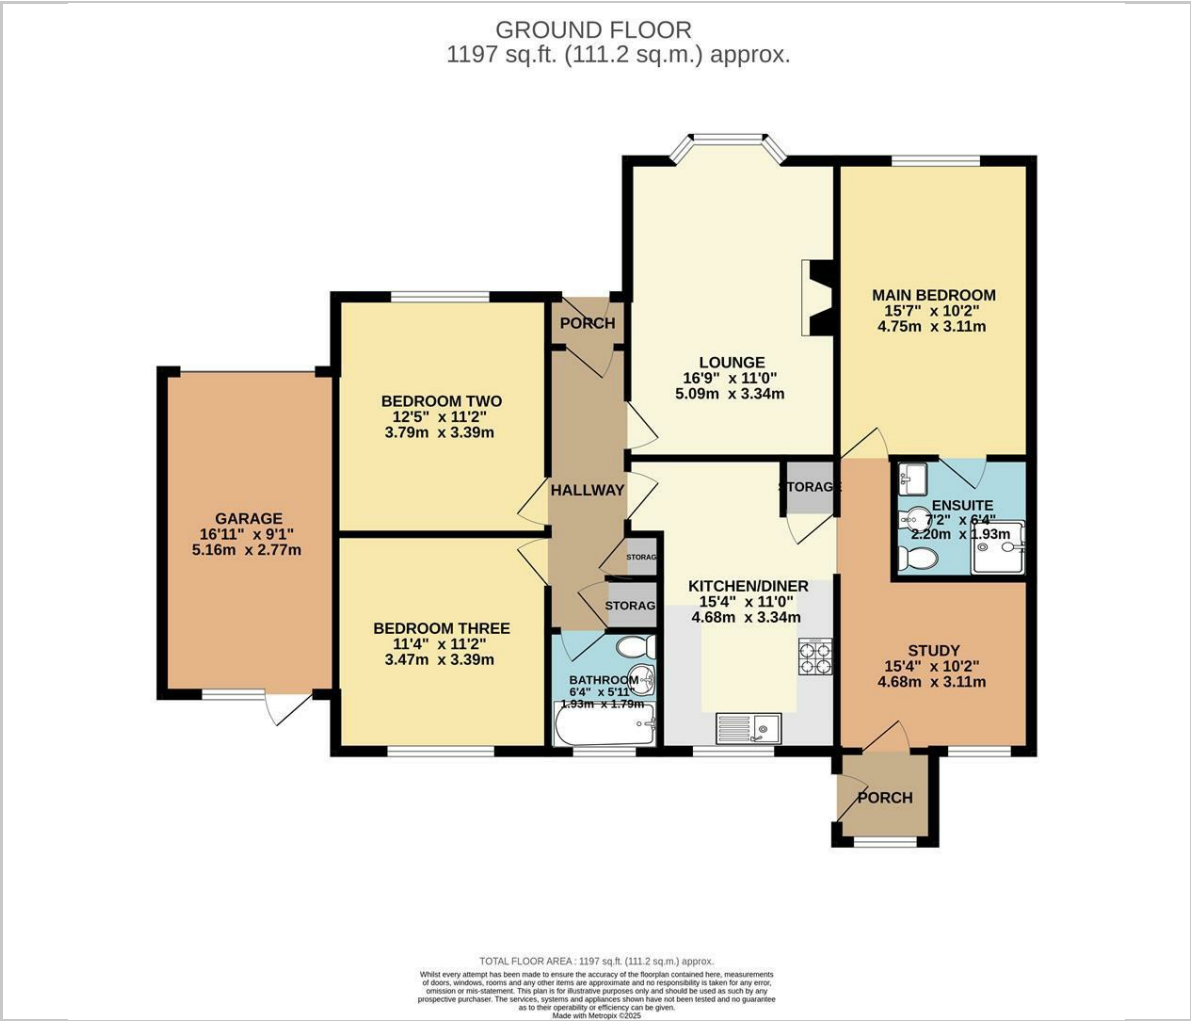 GROUND FLOOR
1197 sq.ft. (111.2 sq.m.) approx.
MAIN BEDROOM
15'7" x 10'2"
4.75m x 3.11m
PORCH
LOUNGE
16'9" x 11'0"
5.09m x 3.34m
BEDROOM TWO
12'5" x 11'2"
3.79m x 3.39m
HALLWAY
STORAGE
ENSUITE
7'2" x 6'4"
2.20m x 1.93m
GARAGE
16'11" x 9'1"
5.16m x 2.77m
STORAG
KITCHEN/DINER
15'4" x 11'0"
4.68m x 3.34m
STORAG
BEDROOM THREE
11'4" x 11'2"
3.47m x 3.39m
STUDY
15'4" x 10'2"
4.68m x 3.11m
BATHROOM
6'4" x 5'11"
1.93m x 1.79m
PORCH
TOTAL FLOOR AREA : 1197 sq.ft. (111.2 sq.m.) approx.
Whilst every attempt has been made to ensure the accuracy of the floorplan contained here, measurements
of doors, windows, rooms and any other items are approximate and no responsibility is taken for any error,
omission or mis-statement. This plan is for illustrative purposes only and should be used as such by any
prospective purchaser. The services, systems and appliances shown have not been tested and no guarantee
as to their operability or efficiency can be given.
Made with Metropix ©2025